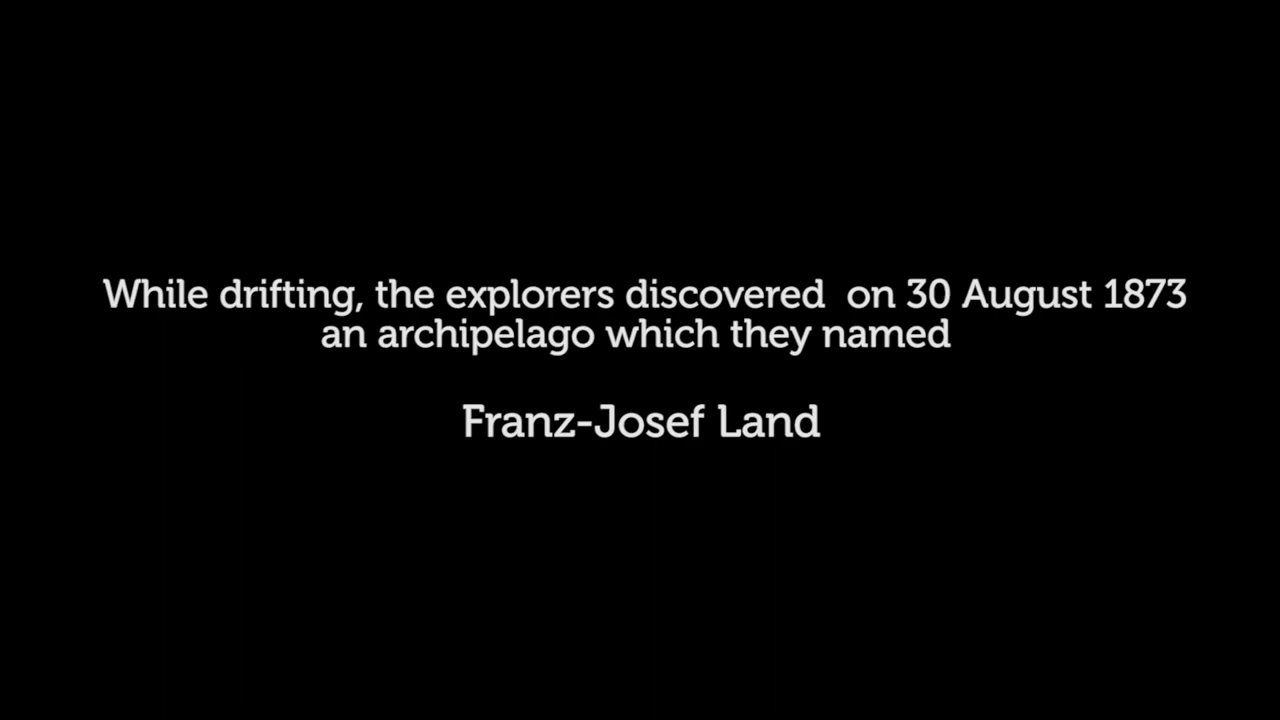 While drifting, the explorers discovered  on 30 August 1873
an archipelago which they named
Franz-Josef Land